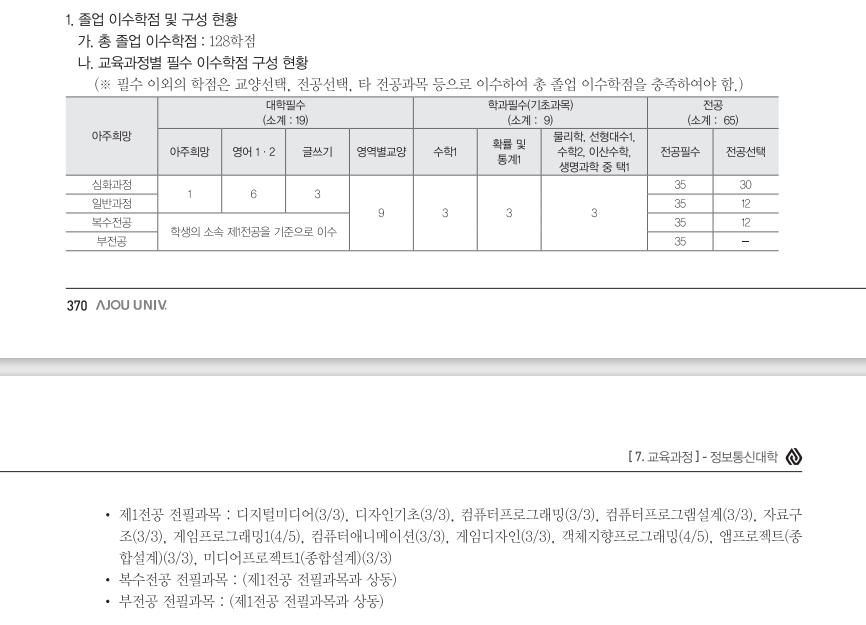 1. 졸업 이수학점 및 구성 현황
가. 총 졸업 이수학점 : 128학점
나. 교육과정별 필수 이수학점 구성 현황
(※ 필수 이외의 학점은 교양선택, 전공선택, 타 전공과목 등으로 이수하여 총 졸업 이수학점을 충족하여야 함.)
아주희망 대학필수 (소계 : 19) 학과필수(기초과목) (소계 : 9) 전공 (소계 : 65)
아주희망 영어 1·2 글쓰기 영역별교양 수학1 확률 및 통계1 물리학, 선형대수1, 수학2, 이산수학, 생명과학 중 택1 전공필수 전공선택
심화과정 1 6 3 9 3 3 3 35 30
일반과정 35 12
복수전공 학생의 소속 제1전공을 기준으로 이수 35 12
부전공 35 –
370 AJOU UNIV.
[ 7. 교육과정 ] - 정보통신대학
• 제1전공 전필과목 : 디지털미디어(3/3), 디자인기초(3/3), 컴퓨터프로그래밍(3/3), 컴퓨터프로그램설계(3/3), 자료구
조(3/3), 게임프로그래밍1(4/5), 컴퓨터애니메이션(3/3), 게임디자인(3/3), 객체지향프로그래밍(4/5), 앱프로젝트(종
합설계)(3/3), 미디어프로젝트1(종합설계)(3/3)
• 복수전공 전필과목 : (제1전공 전필과목과 상동)
• 부전공 전필과목 : (제1전공 전필과목과 상동)